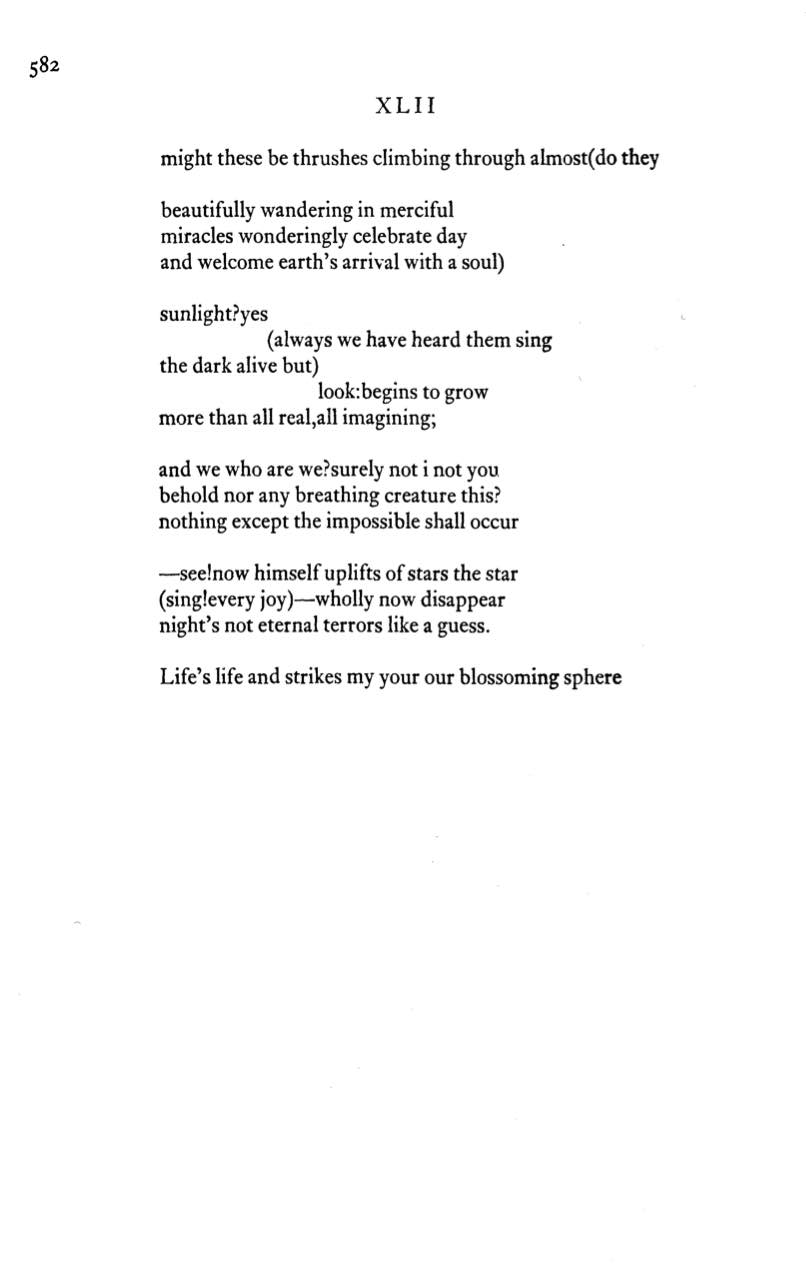 582
XLII
might these be thrushes climbing through almost(do they
beautifully wandering in merciful
miracles wonderingly celebrate day
and welcome earth's arrival with a soul)
sunlight?yes
(always we have heard them sing
the dark alive but)
look:begins to grow
more than all real,all imagining;
and we who are we?surely not i not you
behold nor any breathing creature this?
nothing except the impossible shall occur
—see!now himself uplifts of stars the star
(sing!every joy)—wholly now disappear
night's not eternal terrors like a guess.
Life's life and strikes my your our blossoming sphere